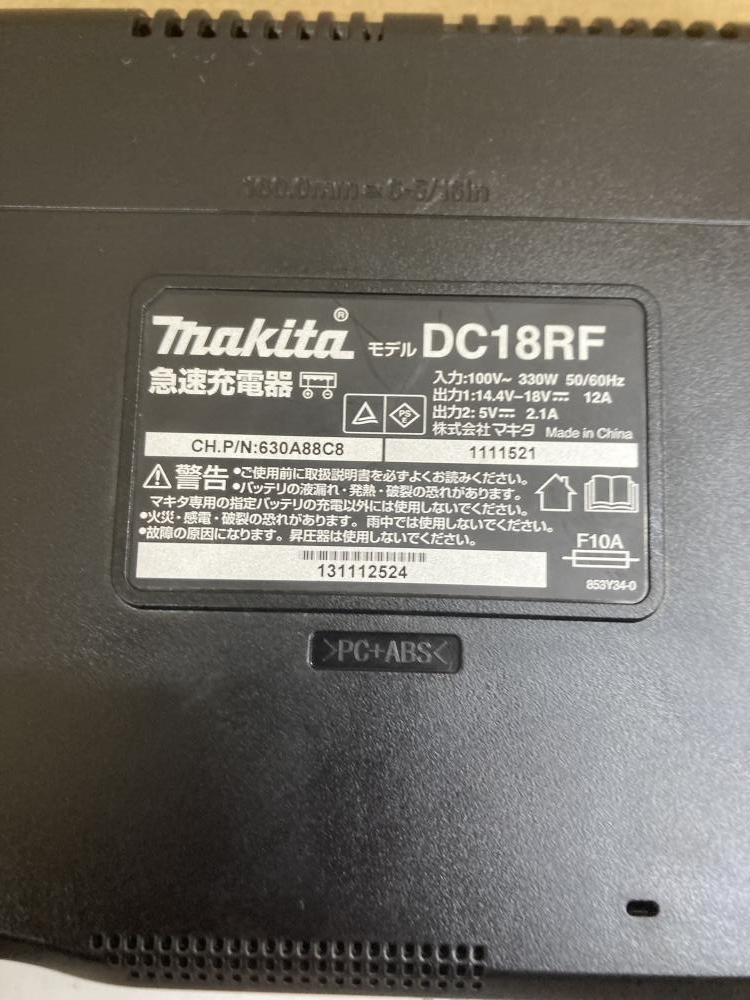 160.0mm = 6-5/16in
makita® モデル DC18RF
急速充電器
入力:100V~ 330W 50/60Hz
出力1:14.4V-18V⎓ 12A
出力2: 5V⎓ 2.1A
PSE
株式会社マキタ Made in China
CH.P/N:630A88C8 1111521
警告 •ご使用前に取扱説明書を必ずよくお読みください。
•バッテリの液漏れ・発熱・破裂の恐れがあります。
マキタ専用の指定バッテリの充電以外には使用しないでください。
•火災・感電・破裂の恐れがあります。雨中では使用しないでください。
•故障の原因になります。昇圧器は使用しないでください。
F10A
131112524
853Y34-0
>PC+ABS<